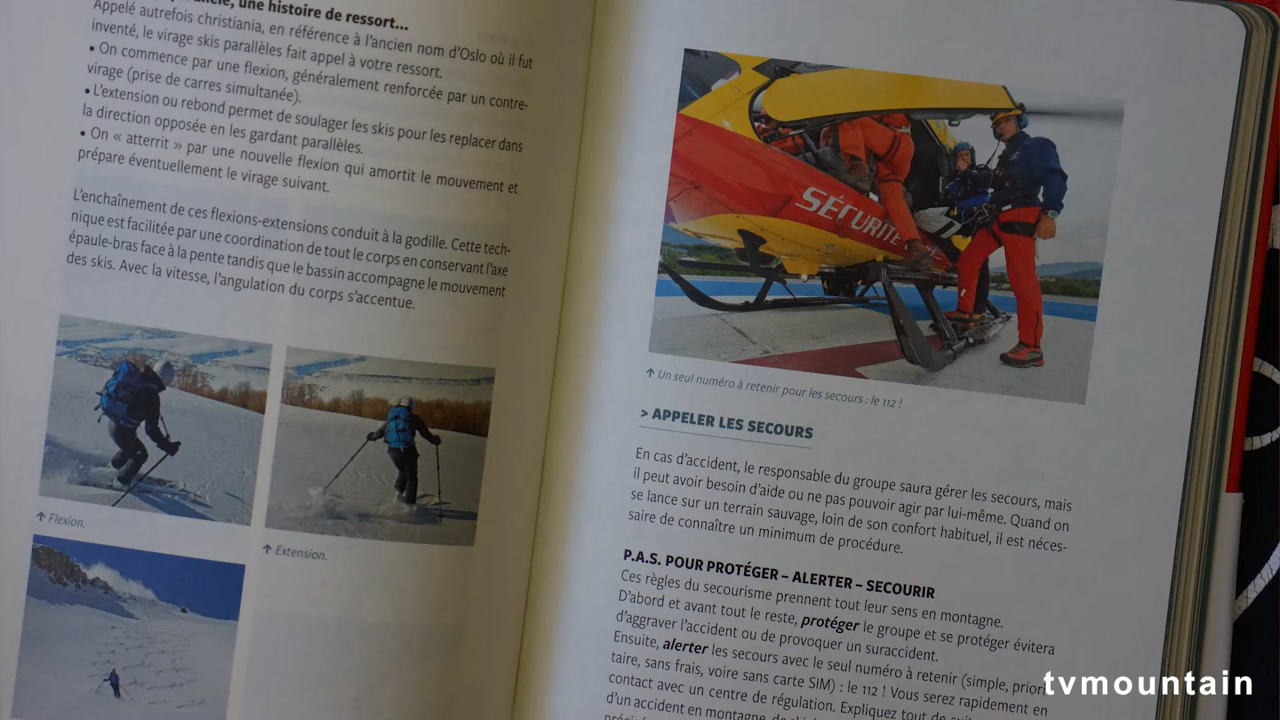 une histoire de ressort...
Appelé autrefois christiania, en référence à l'ancien nom d'Oslo où il fut
inventé, le virage skis parallèles fait appel à votre ressort.
• On commence par une flexion, généralement renforcée par un contre-
virage (prise de carres simultanée).
• L'extension ou rebond permet de soulager les skis pour les replacer dans
la direction opposée en les gardant parallèles.
• On « atterrit » par une nouvelle flexion qui amortit le mouvement et
prépare éventuellement le virage suivant.
L'enchaînement de ces flexions-extensions conduit à la godille. Cette tech-
nique est facilitée par une coordination de tout le corps en conservant l'axe
épaule-bras face à la pente tandis que le bassin accompagne le mouvement
des skis. Avec la vitesse, l'angulation du corps s'accentue.
↑ Flexion.
↑ Extension.
SÉCURITÉ
↑ Un seul numéro à retenir pour les secours : le 112 !
> APPELER LES SECOURS
En cas d'accident, le responsable du groupe saura gérer les secours, mais
il peut avoir besoin d'aide ou ne pas pouvoir agir par lui-même. Quand on
se lance sur un terrain sauvage, loin de son confort habituel, il est néces-
saire de connaître un minimum de procédure.
P.A.S. POUR PROTÉGER – ALERTER – SECOURIR
Ces règles du secourisme prennent tout leur sens en montagne.
D'abord et avant tout le reste, protéger le groupe et se protéger évitera
d'aggraver l'accident ou de provoquer un suraccident.
Ensuite, alerter les secours avec le seul numéro à retenir (simple, priori-
taire, sans frais, voire sans carte SIM) : le 112 ! Vous serez rapidement en
contact avec un centre de régulation. Expliquez tout de
d'un accident en montagne, de
tvmountain